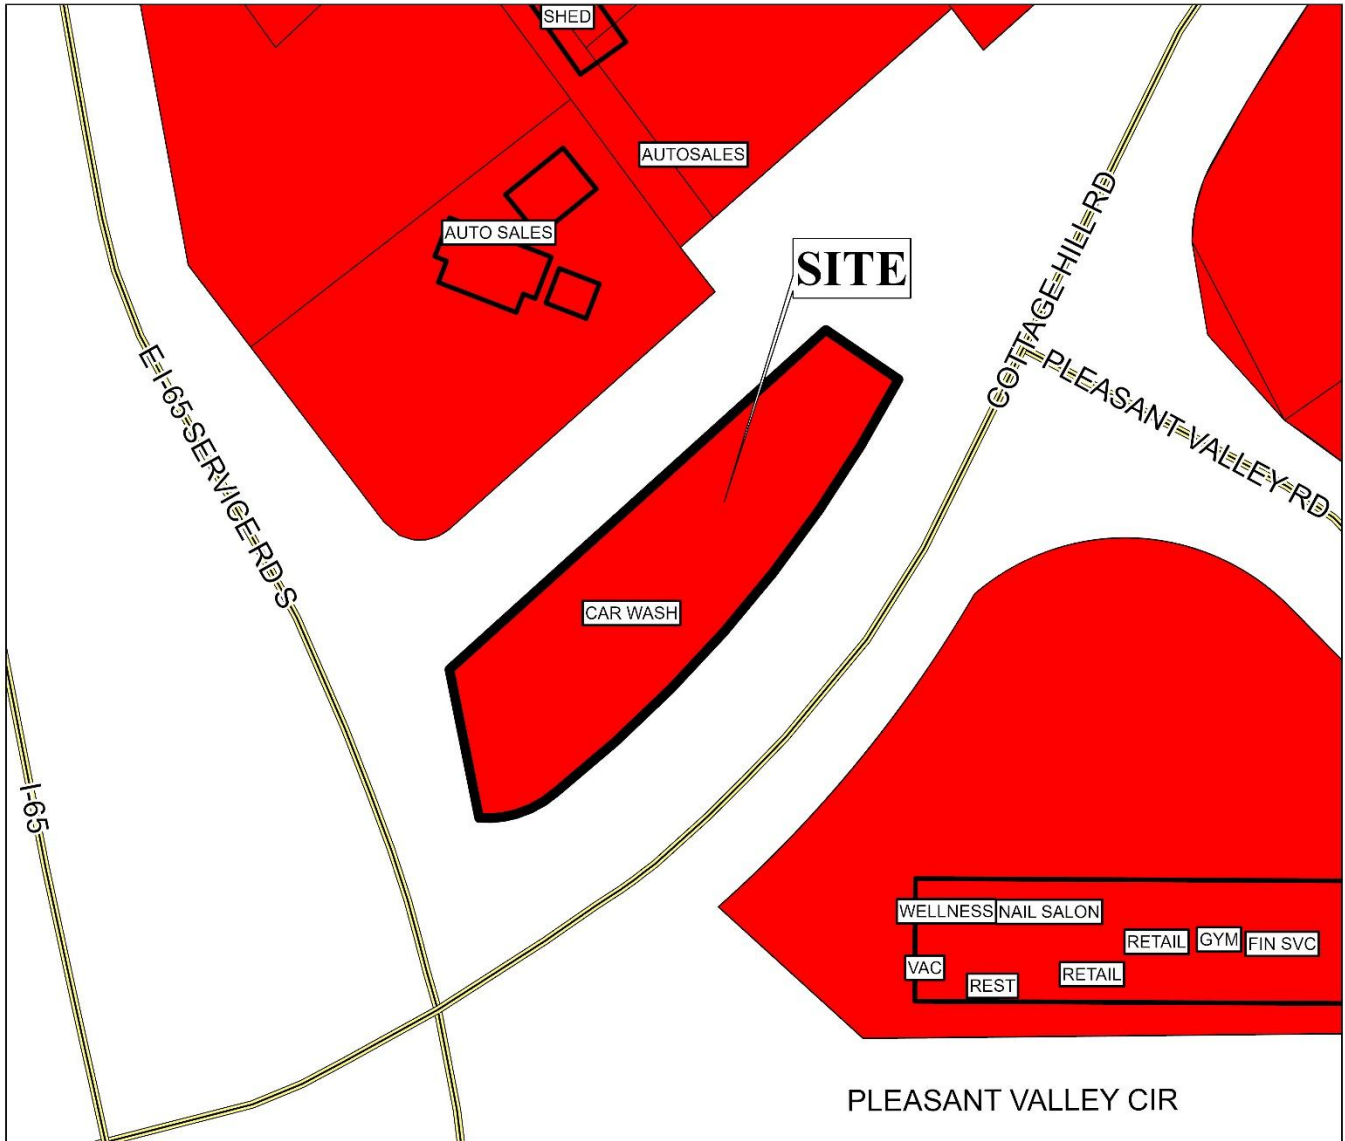 SHED
AUTOSALES
AUTO SALES
SITE
COTTAGE HILL RD
PLEASANT VALLEY RD
E I-65 SERVICE RD S
CAR WASH
I-65
WELLNESS
NAIL SALON
RETAIL
GYM
FIN SVC
VAC
REST
RETAIL
PLEASANT VALLEY CIR